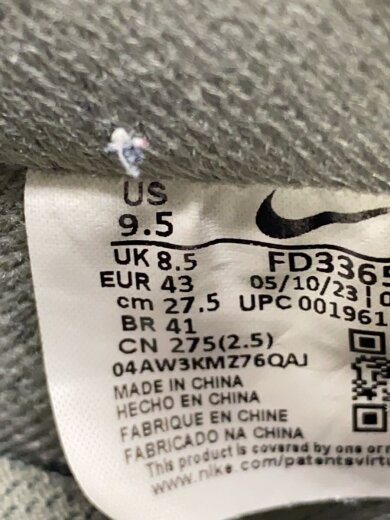 US
9.5
UK 8.5
EUR 43
cm 27.5
BR 41
CN 275(2.5)
FD336
05/10/23 |
UPC 001961
04AW3KMZ76QAJ
MADE IN CHINA
HECHO EN CHINA
FABRIQUE EN CHINE
FABRICADO NA CHINA
This product is covered by one or
www.nike.com/patents